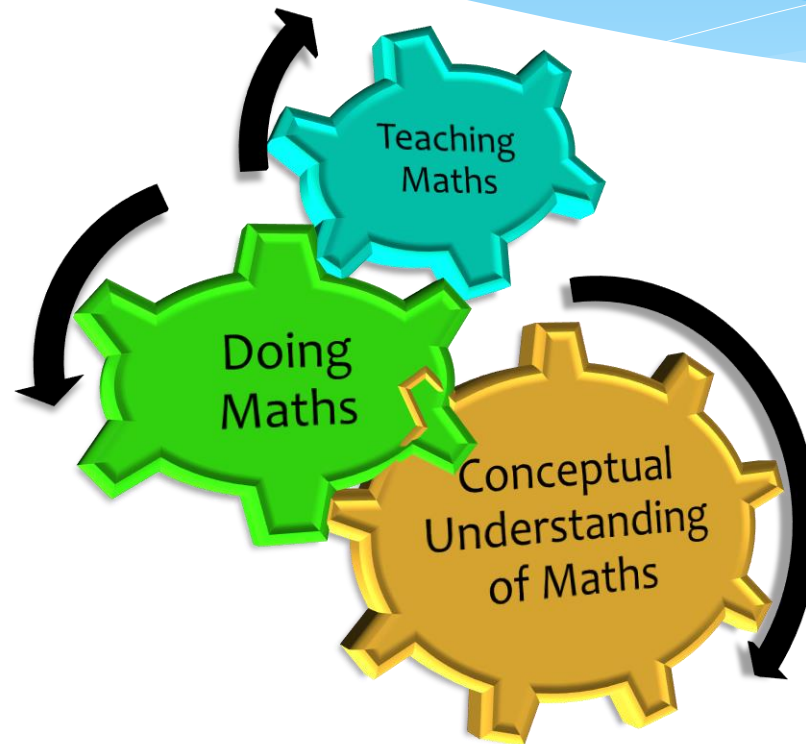 Teaching
Maths
Doing
Maths
Conceptual
Understanding
of Maths